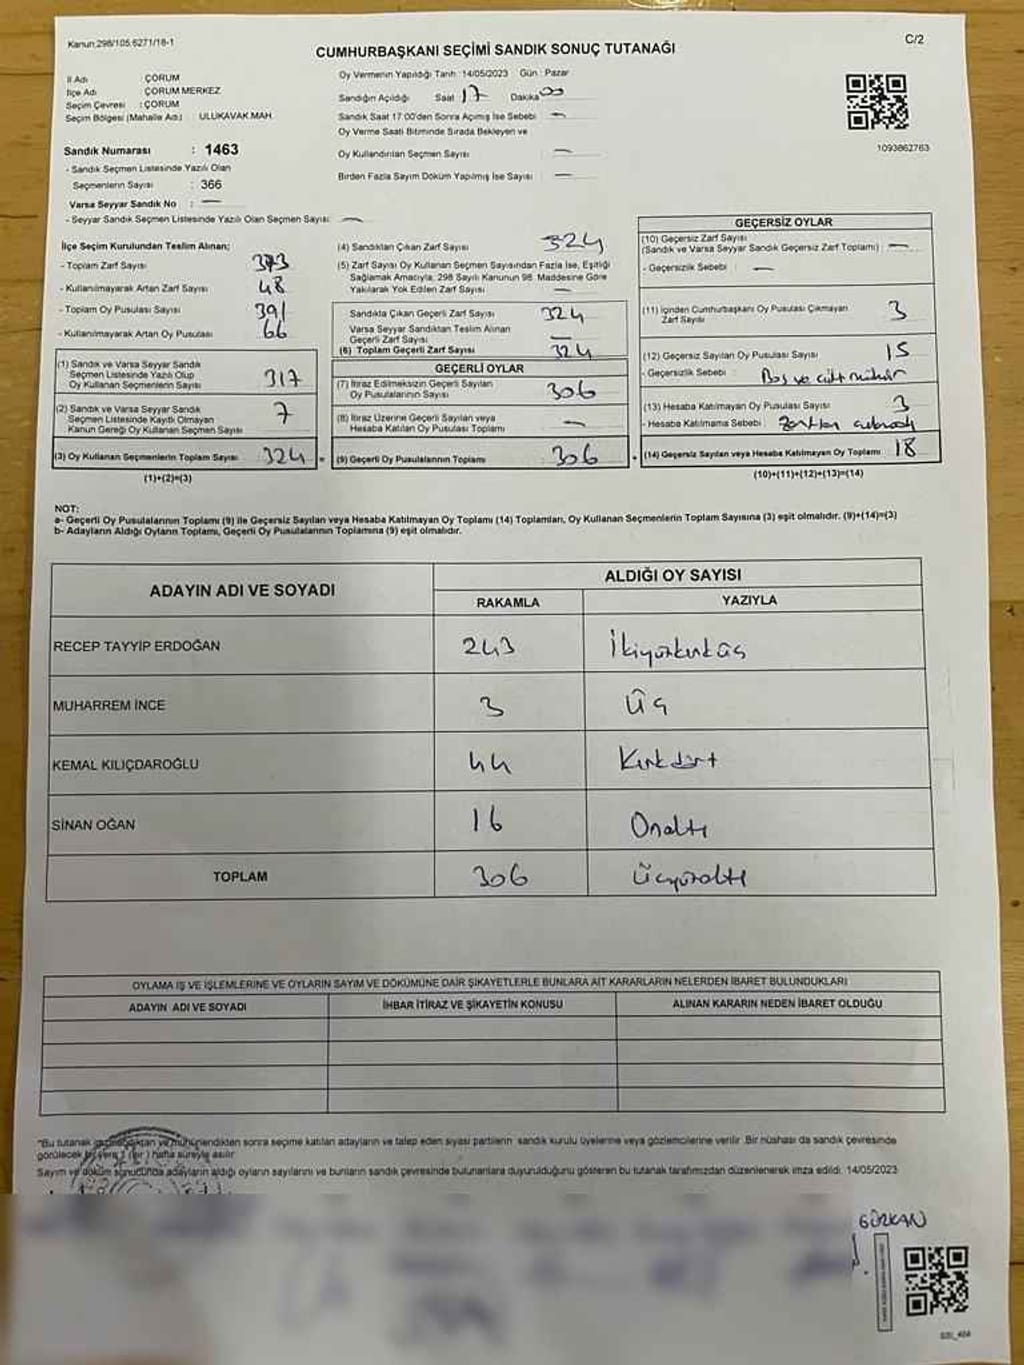 Kanun:298/105,6271/18-1
C/2
CUMHURBAŞKANI SEÇİMİ SANDIK SONUÇ TUTANAĞI
İl Adı : ÇORUM
İlçe Adı : ÇORUM MERKEZ
Seçim Çevresi : ÇORUM
Seçim Bölgesi (Mahalle Adı) : ULUKAVAK MAH.
Sandık Numarası : 1463
- Sandık Seçmen Listesinde Yazılı Olan
Seçmenlerin Sayısı : 366
Varsa Seyyar Sandık No : —
- Seyyar Sandık Seçmen Listesinde Yazılı Olan Seçmen Sayısı : —
Oy Vermenin Yapıldığı Tarih : 14/05/2023 Gün : Pazar
Sandığın Açıldığı Saat 17 Dakika 00
Sandık Saat 17:00'den Sonra Açılmış İse Sebebi : —
Oy Verme Saati Bitiminde Sırada Bekleyen ve
Oy Kullandırılan Seçmen Sayısı : —
Birden Fazla Sayım Döküm Yapılmış İse Sayısı : —
1093862763
İlçe Seçim Kurulundan Teslim Alınan;
- Toplam Zarf Sayısı 373
- Kullanılmayarak Artan Zarf Sayısı 48
- Toplam Oy Pusulası Sayısı 391
- Kullanılmayarak Artan Oy Pusulası 66
(1) Sandık ve Varsa Seyyar Sandık
Seçmen Listesinde Yazılı Olup
Oy Kullanan Seçmenlerin Sayısı 317
(2) Sandık ve Varsa Seyyar Sandık
Seçmen Listesinde Kayıtlı Olmayan
Kanun Gereği Oy Kullanan Seçmen Sayısı 7
(3) Oy Kullanan Seçmenlerin Toplam Sayısı 324 =
(1)+(2)=(3)
(4) Sandıktan Çıkan Zarf Sayısı 324
(5) Zarf Sayısı Oy Kullanan Seçmen Sayısından Fazla İse, Eşitliği
Sağlamak Amacıyla, 298 Sayılı Kanunun 98. Maddesine Göre
Yakılarak Yok Edilen Zarf Sayısı —
Sandıkta Çıkan Geçerli Zarf Sayısı 324
Varsa Seyyar Sandıktan Teslim Alınan
Geçerli Zarf Sayısı —
(6) Toplam Geçerli Zarf Sayısı 324
GEÇERLİ OYLAR
(7) İtiraz Edilmeksizin Geçerli Sayılan
Oy Pusulalarının Sayısı 306
(8) İtiraz Üzerine Geçerli Sayılan veya
Hesaba Katılan Oy Pusulası Toplamı —
(9) Geçerli Oy Pusulalarının Toplamı 306 +
GEÇERSİZ OYLAR
(10) Geçersiz Zarf Sayısı
(Sandık ve Varsa Seyyar Sandık Geçersiz Zarf Toplamı) —
- Geçersizlik Sebebi : —
(11) İçinden Cumhurbaşkanı Oy Pusulası Çıkmayan
Zarf Sayısı 3
(12) Geçersiz Sayılan Oy Pusulası Sayısı 15
- Geçersizlik Sebebi : Boş ve çift mühür
(13) Hesaba Katılmayan Oy Pusulası Sayısı 3
- Hesaba Katılmama Sebebi : Zarftan
(14) Geçersiz Sayılan veya Hesaba Katılmayan Oy Toplamı 18
(10)+(11)+(12)+(13)=(14)
NOT:
a- Geçerli Oy Pusulalarının Toplamı (9) ile Geçersiz Sayılan veya Hesaba Katılmayan Oy Toplamı (14) Toplamları, Oy Kullanan Seçmenlerin Toplam Sayısına (3) eşit olmalıdır. (9)+(14)=(3)
b- Adayların Aldığı Oyların Toplamı, Geçerli Oy Pusulalarının Toplamına (9) eşit olmalıdır.
ADAYIN ADI VE SOYADI ALDIĞI OY SAYISI
RAKAMLA YAZIYLA
RECEP TAYYİP ERDOĞAN 243 İkiyüzkırküç
MUHARREM İNCE 3 Üç
KEMAL KILIÇDAROĞLU 44 Kırkdört
SİNAN OĞAN 16 Onaltı
TOPLAM 306 Üçyüzaltı
OYLAMA İŞ VE İŞLEMLERİNE VE OYLARIN SAYIM VE DÖKÜMÜNE DAİR ŞİKAYETLERLE BUNLARA AİT KARARLARIN NELERDEN İBARET BULUNDUKLARI
ADAYIN ADI VE SOYADI İHBAR İTİRAZ VE ŞİKAYETİN KONUSU ALINAN KARARIN NEDEN İBARET OLDUĞU
"Bu tutanak imzalandıktan ve mühürlendikten sonra seçime katılan adayların ve talep eden siyasi partilerin sandık kurulu üyelerine veya gözlemcilerine verilir. Bir nüshası da sandık çevresinde
görülecek bir yere 1 (bir) hafta süreyle asılır.
Sayım ve döküm sonucunda adayların aldığı oyların sayılarını ve bunların sandık çevresinde bulunanlara duyurulduğunu gösteren bu tutanak tarafımızdan düzenlenerek imza edildi. 14/05/2023
GÜRKAN